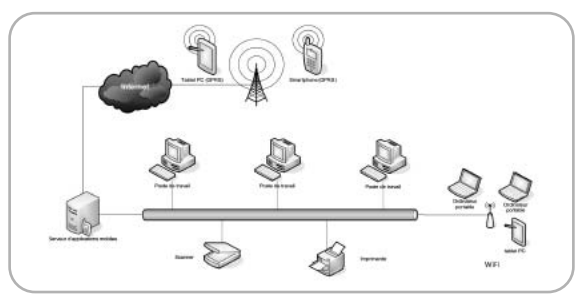 Tablet PC (GPRS)
Smartphone (GPRS)
Internet
Poste de travail
Poste de travail
Poste de travail
Ordinateur
portable
Ordinateur
portable
Serveur d'applications mobiles
tablet PC
Scanner
Imprimante
WiFi